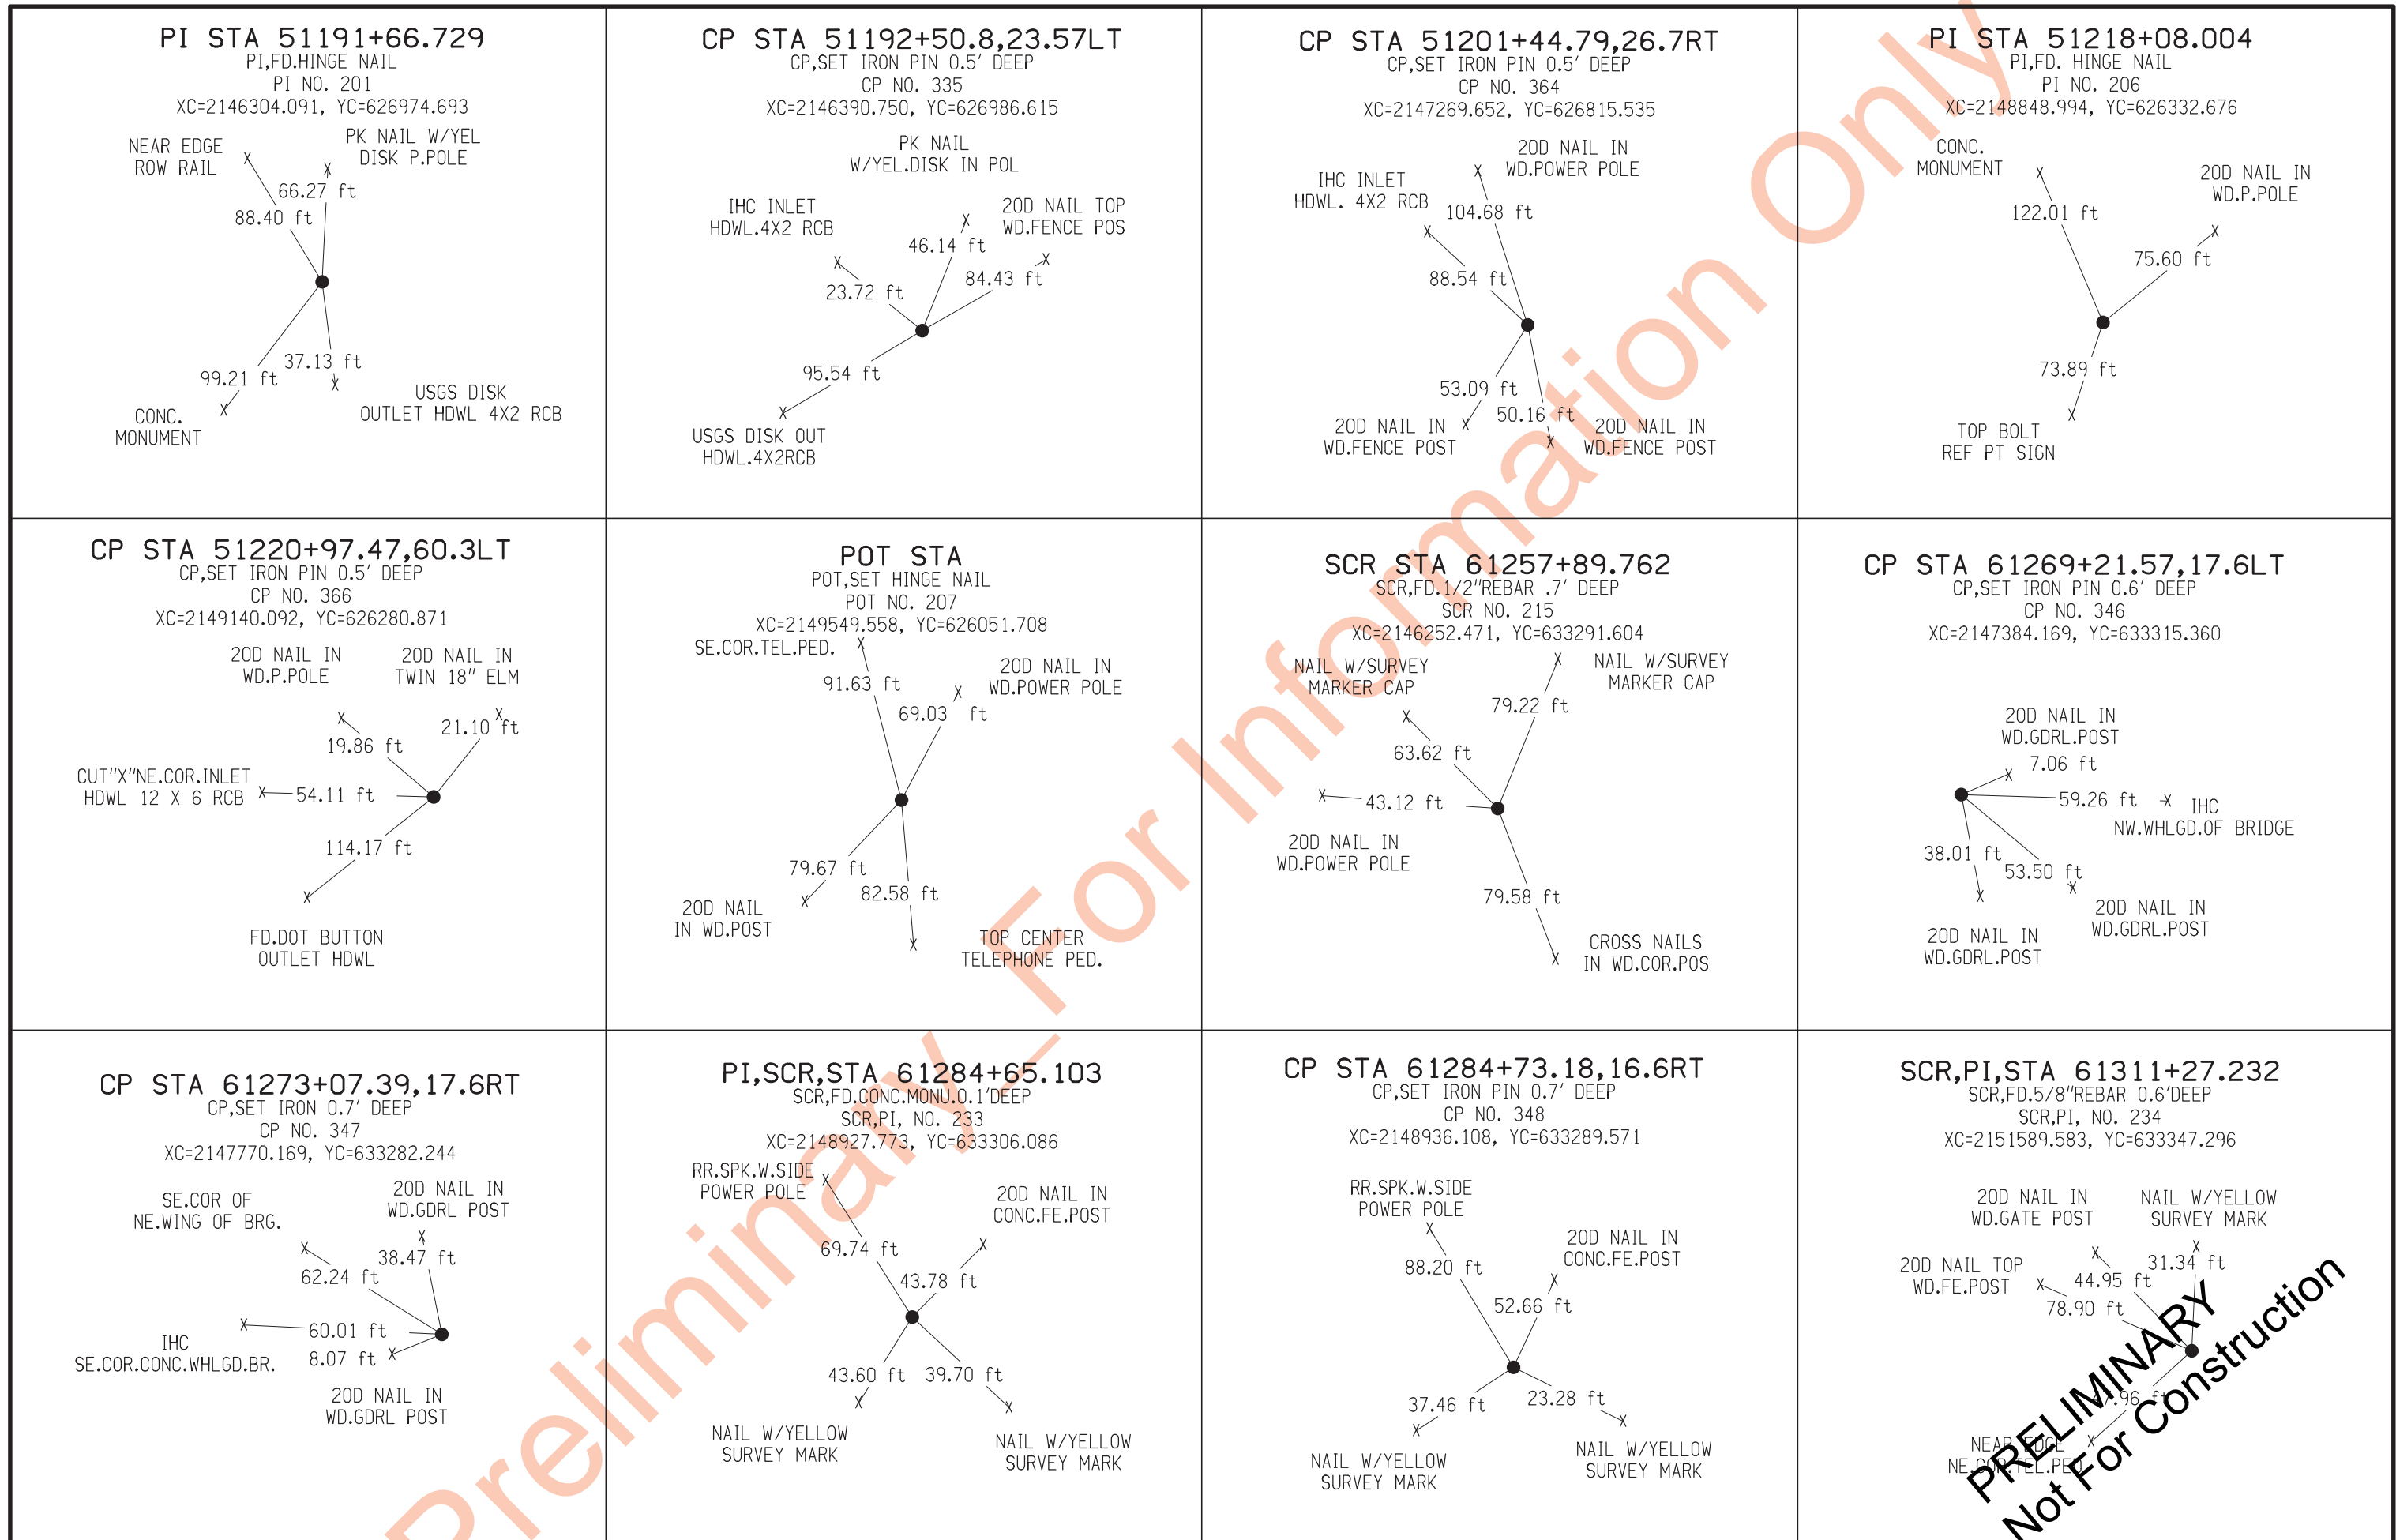 PI STA 51191+66.729
PI,FD.HINGE NAIL
PI NO. 201
XC=2146304.091, YC=626974.693
NEAR EDGE
ROW RAIL
PK NAIL W/YEL
DISK P.POLE
66.27 ft
88.40 ft
37.13 ft
99.21 ft
CONC.
MONUMENT
USGS DISK
OUTLET HDWL 4X2 RCB
CP STA 51192+50.8,23.57LT
CP,SET IRON PIN 0.5' DEEP
CP NO. 335
XC=2146390.750, YC=626986.615
PK NAIL
W/YEL.DISK IN POL
IHC INLET
HDWL.4X2 RCB
20D NAIL TOP
WD.FENCE POS
46.14 ft
84.43 ft
23.72 ft
95.54 ft
USGS DISK OUT
HDWL.4X2RCB
CP STA 51201+44.79,26.7RT
CP,SET IRON PIN 0.5' DEEP
CP NO. 364
XC=2147269.652, YC=626815.535
20D NAIL IN
WD.POWER POLE
IHC INLET
HDWL. 4X2 RCB
104.68 ft
88.54 ft
53.09 ft
50.16 ft
20D NAIL IN
WD.FENCE POST
20D NAIL IN
WD.FENCE POST
PI STA 51218+08.004
PI,FD. HINGE NAIL
PI NO. 206
XC=2148848.994, YC=626332.676
CONC.
MONUMENT
20D NAIL IN
WD.P.POLE
122.01 ft
75.60 ft
73.89 ft
TOP BOLT
REF PT SIGN
CP STA 51220+97.47,60.3LT
CP,SET IRON PIN 0.5' DEEP
CP NO. 366
XC=2149140.092, YC=626280.871
20D NAIL IN
WD.P.POLE
20D NAIL IN
TWIN 18" ELM
21.10 ft
19.86 ft
CUT"X"NE.COR.INLET
HDWL 12 X 6 RCB
54.11 ft
114.17 ft
FD.DOT BUTTON
OUTLET HDWL
POT STA
POT,SET HINGE NAIL
POT NO. 207
XC=2149549.558, YC=626051.708
SE.COR.TEL.PED.
20D NAIL IN
WD.POWER POLE
91.63 ft
69.03 ft
79.67 ft
82.58 ft
20D NAIL
IN WD.POST
TOP CENTER
TELEPHONE PED.
SCR STA 61257+89.762
SCR,FD.1/2"REBAR .7' DEEP
SCR NO. 215
XC=2146252.471, YC=633291.604
NAIL W/SURVEY
MARKER CAP
NAIL W/SURVEY
MARKER CAP
79.22 ft
63.62 ft
43.12 ft
20D NAIL IN
WD.POWER POLE
79.58 ft
CROSS NAILS
IN WD.COR.POS
CP STA 61269+21.57,17.6LT
CP,SET IRON PIN 0.6' DEEP
CP NO. 346
XC=2147384.169, YC=633315.360
20D NAIL IN
WD.GDRL.POST
7.06 ft
59.26 ft
IHC
NW.WHLGD.OF BRIDGE
38.01 ft
53.50 ft
20D NAIL IN
WD.GDRL.POST
20D NAIL IN
WD.GDRL.POST
CP STA 61273+07.39,17.6RT
CP,SET IRON 0.7' DEEP
CP NO. 347
XC=2147770.169, YC=633282.244
SE.COR OF
NE.WING OF BRG.
20D NAIL IN
WD.GDRL POST
38.47 ft
62.24 ft
60.01 ft
IHC
SE.COR.CONC.WHLGD.BR.
8.07 ft
20D NAIL IN
WD.GDRL POST
PI,SCR,STA 61284+65.103
SCR,FD.CONC.MONU.0.1'DEEP
SCR,PI, NO. 233
XC=2148927.773, YC=633306.086
RR.SPK.W.SIDE
POWER POLE
20D NAIL IN
CONC.FE.POST
69.74 ft
43.78 ft
43.60 ft
39.70 ft
NAIL W/YELLOW
SURVEY MARK
NAIL W/YELLOW
SURVEY MARK
CP STA 61284+73.18,16.6RT
CP,SET IRON PIN 0.7' DEEP
CP NO. 348
XC=2148936.108, YC=633289.571
RR.SPK.W.SIDE
POWER POLE
20D NAIL IN
CONC.FE.POST
88.20 ft
52.66 ft
37.46 ft
23.28 ft
NAIL W/YELLOW
SURVEY MARK
NAIL W/YELLOW
SURVEY MARK
SCR,PI,STA 61311+27.232
SCR,FD.5/8"REBAR 0.6'DEEP
SCR,PI, NO. 234
XC=2151589.583, YC=633347.296
20D NAIL IN
WD.GATE POST
NAIL W/YELLOW
SURVEY MARK
20D NAIL TOP
WD.FE.POST
31.34 ft
44.95 ft
78.90 ft
NEAR EDGE
NE.COR.TEL.PED.
PRELIMINARY
Not For Construction
Preliminary_For Information Only